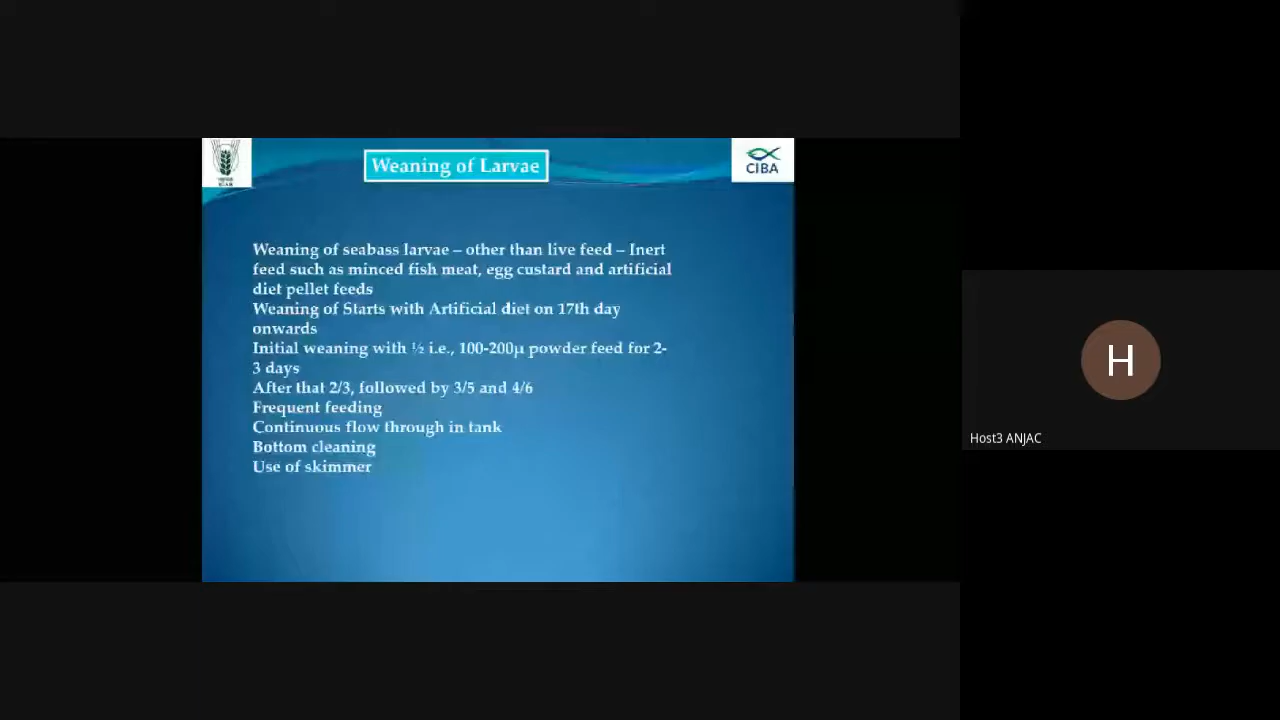 Weaning of Larvae
CIBA
Weaning of seabass larvae – other than live feed – Inert
feed such as minced fish meat, egg custard and artificial
diet pellet feeds
Weaning of Starts with Artificial diet on 17th day
onwards
Initial weaning with ½ i.e., 100-200µ powder feed for 2-
3 days
After that 2/3, followed by 3/5 and 4/6
Frequent feeding
Continuous flow through in tank
Bottom cleaning
Use of skimmer
H
Host3 ANJAC